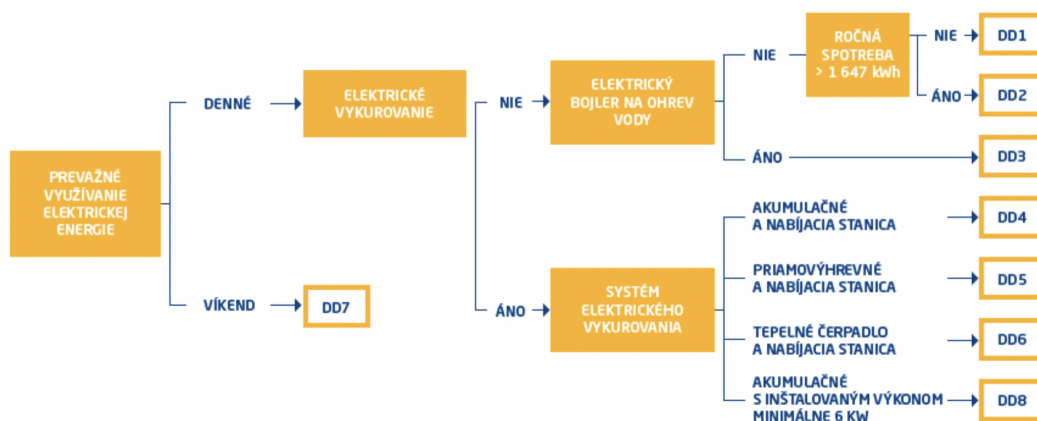 PREVAŽNÉ
VYUŽÍVANIE
ELEKTRICKEJ
ENERGIE
DENNÉ
VÍKEND
DD7
ELEKTRICKÉ
VYKUROVANIE
NIE
ÁNO
ELEKTRICKÝ
BOJLER NA OHREV
VODY
NIE
ÁNO
ROČNÁ
SPOTREBA
> 1 647 kWh
NIE
DD1
ÁNO
DD2
DD3
SYSTÉM
ELEKTRICKÉHO
VYKUROVANIA
AKUMULAČNÉ
A NABÍJACIA STANICA
DD4
PRIAMOVÝHREVNÉ
A NABÍJACIA STANICA
DD5
TEPELNÉ ČERPADLO
A NABÍJACIA STANICA
DD6
AKUMULAČNÉ
S INŠTALOVANÝM VÝKONOM
MINIMÁLNE 6 KW
DD8